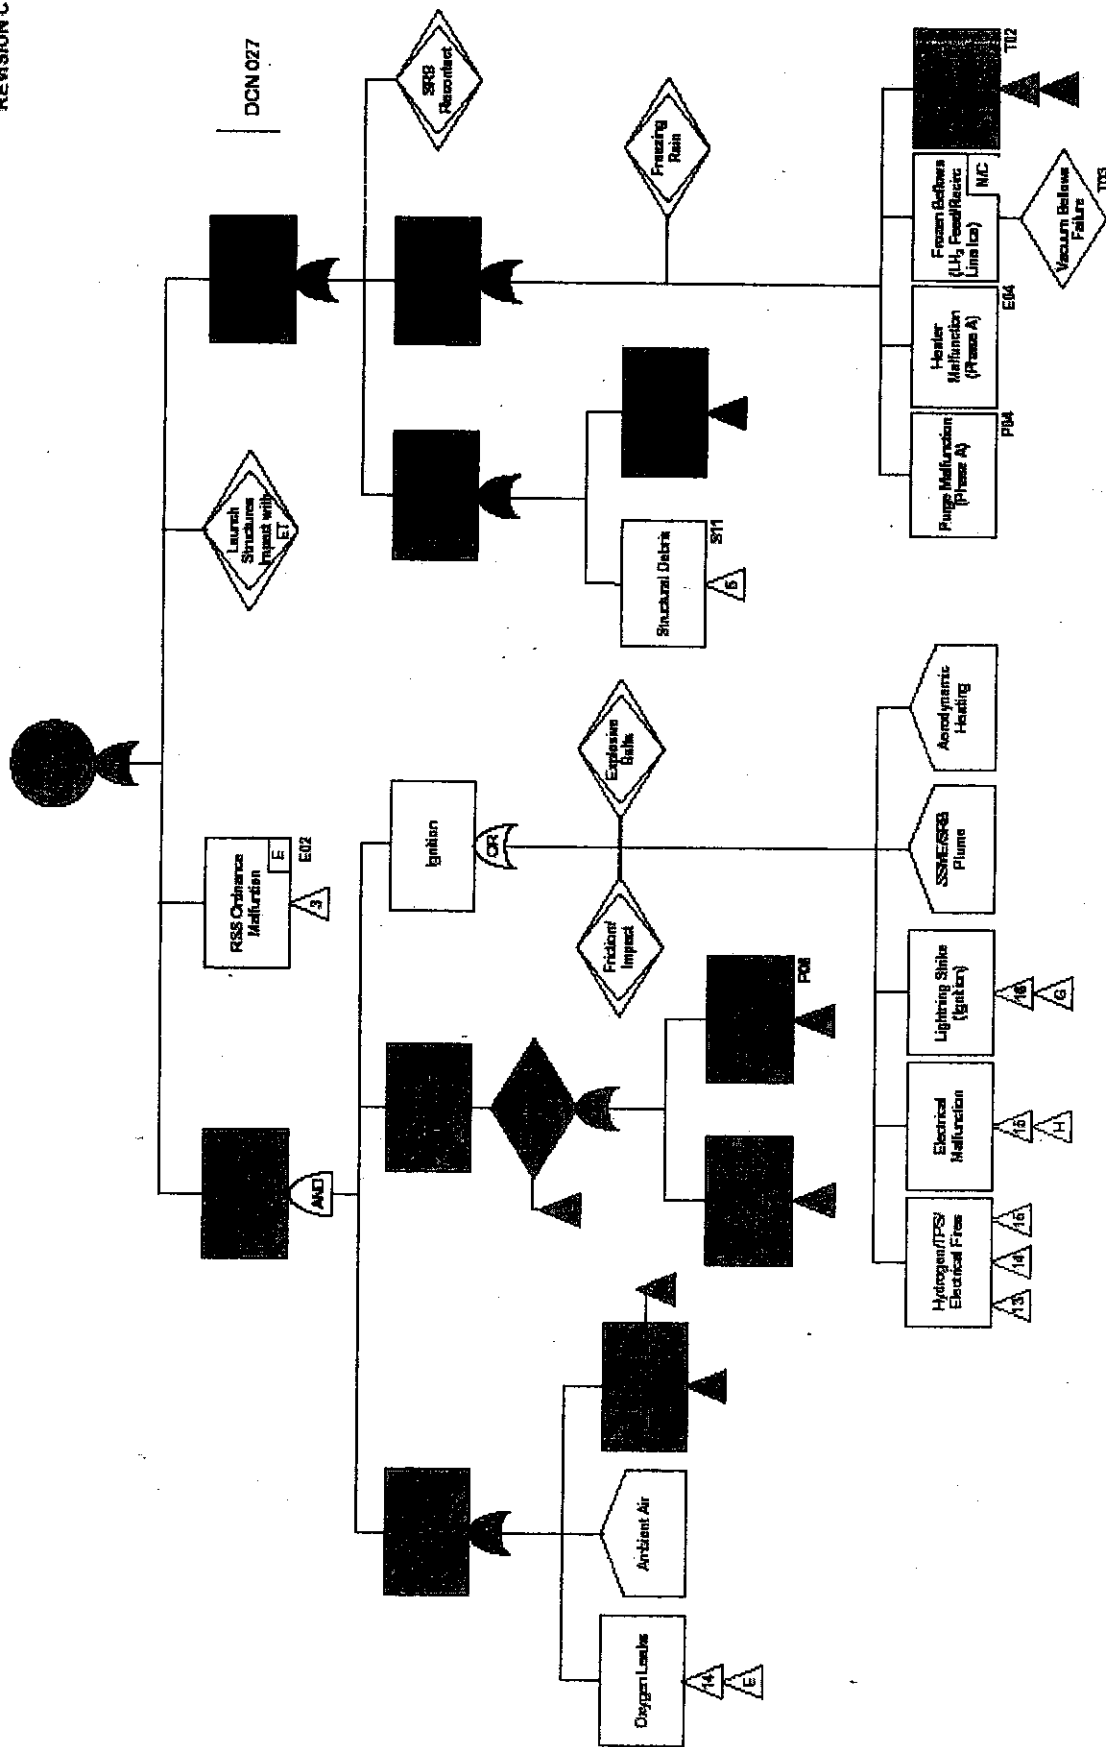 REVISION C
DCN 027
Launch
Structures
Impact with
ET
RSS Ordnance
Malfuntion
E
E02
3
SRB
Recontact
AND
Ignition
OR
Freezing
Rain
Structural Debris
S11
5
Friction/
Impact
Explosive
Bolts
P06
Oxygen Leaks
14
E
Ambient Air
Hydrogen/TPS/
Electrical Fires
13
14
15
Electrical
Malfunction
15
H
Lightning Strike
(Ignition)
16
G
SSME/SRB
Plume
Aerodynamic
Heating
Purge Malfunction
(Phase A)
P04
Heater
Malfunction
(Phase A)
E04
Frozen Bellows
(LH₂ Feed/Recirc
Line Ice)
N/C
T02
Vacuum Bellows
Failure
T03